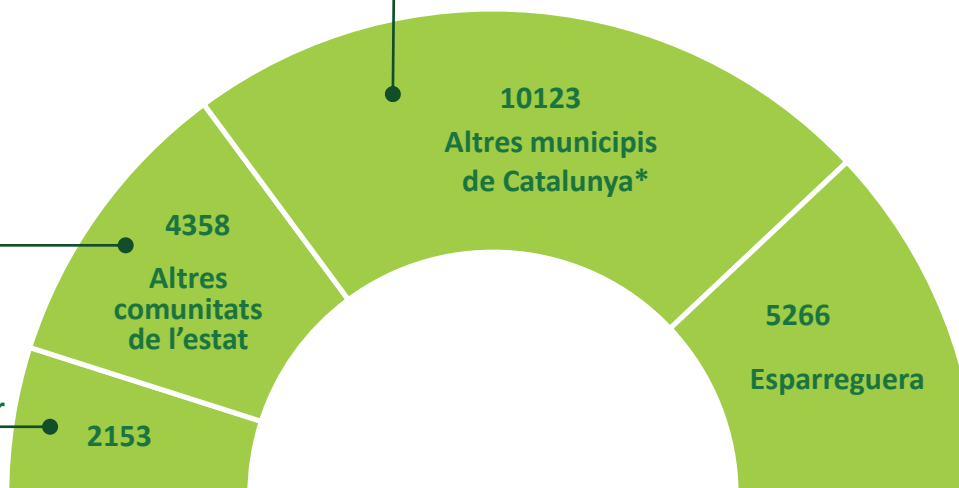 10123
Altres municipis
de Catalunya*
4358
Altres
comunitats
de l’estat
5266
Esparreguera
2153